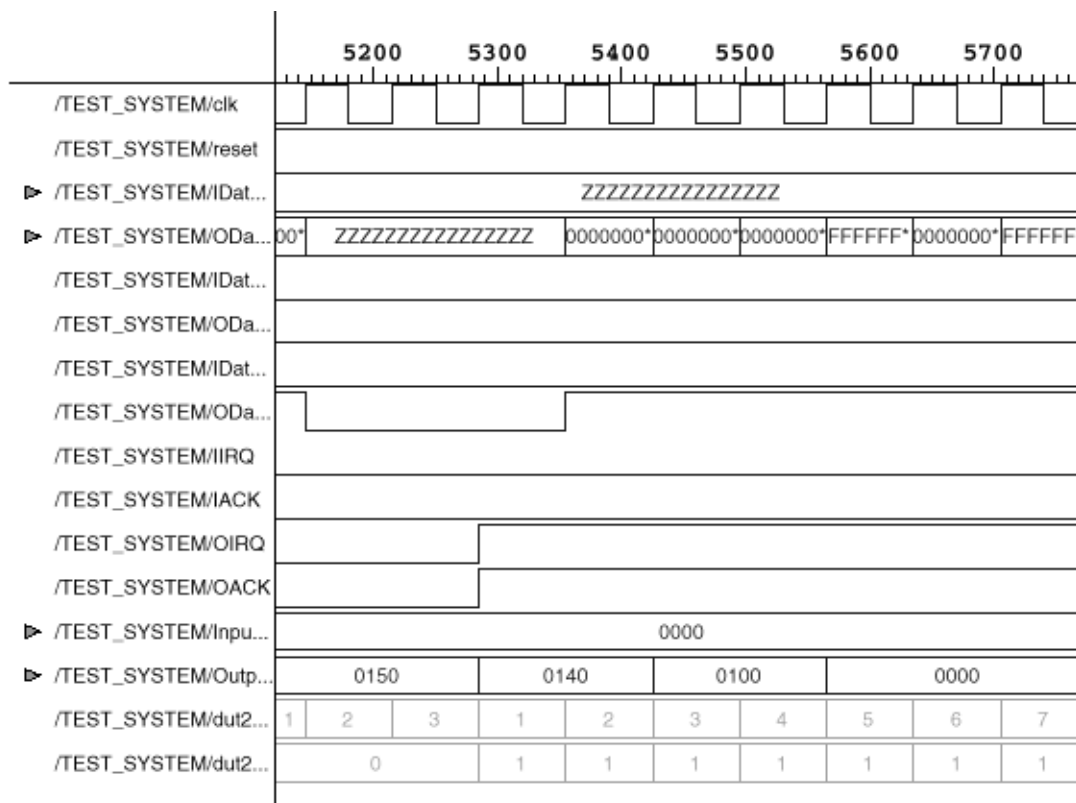 5200 5300 5400 5500 5600 5700
/TEST_SYSTEM/clk
/TEST_SYSTEM/reset
/TEST_SYSTEM/IDat... ZZZZZZZZZZZZZZZZ
/TEST_SYSTEM/ODa... 00* ZZZZZZZZZZZZZZZZ 0000000* 0000000* 0000000* FFFFFF* 0000000* FFFFFF
/TEST_SYSTEM/IDat...
/TEST_SYSTEM/ODa...
/TEST_SYSTEM/IDat...
/TEST_SYSTEM/ODa...
/TEST_SYSTEM/IIRQ
/TEST_SYSTEM/IACK
/TEST_SYSTEM/OIRQ
/TEST_SYSTEM/OACK
/TEST_SYSTEM/Inpu... 0000
/TEST_SYSTEM/Outp... 0150 0140 0100 0000
/TEST_SYSTEM/dut2... 1 2 3 1 2 3 4 5 6 7
/TEST_SYSTEM/dut2... 0 1 1 1 1 1 1 1